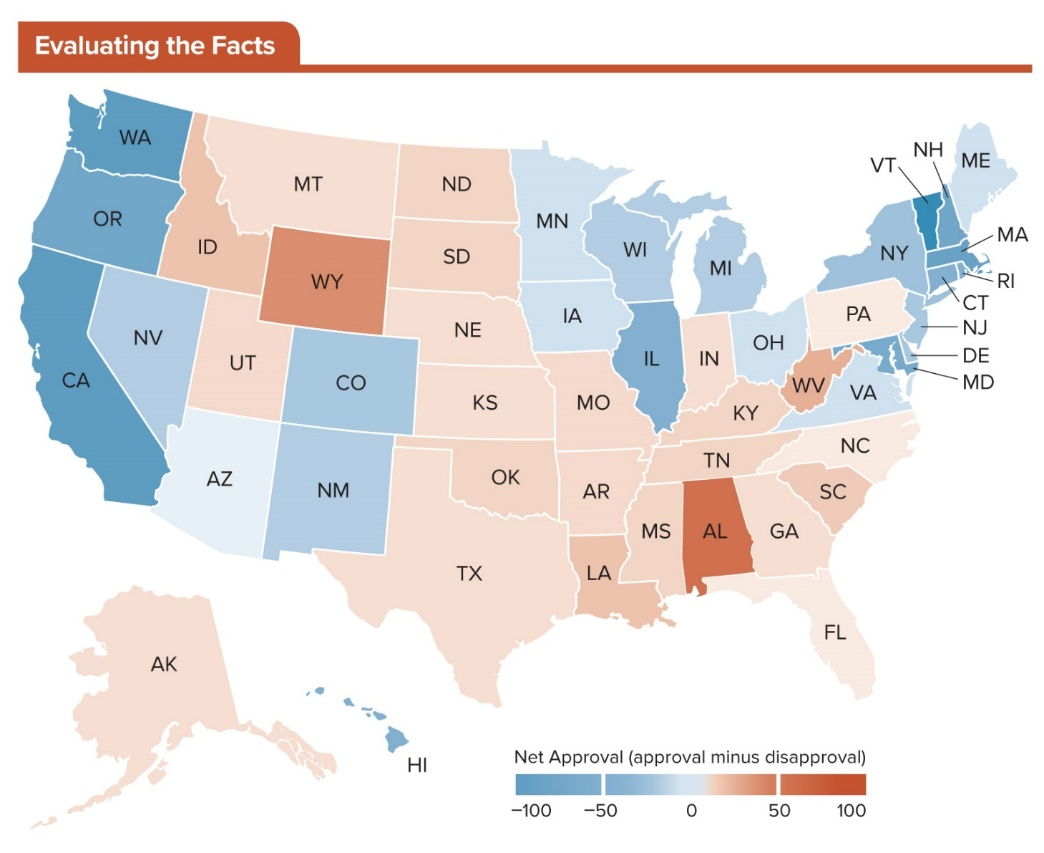 Evaluating the Facts
WA
MT
ND
MN
VT
NH
ME
OR
ID
SD
WI
MI
NY
MA
WY
RI
CT
NV
UT
NE
IA
PA
NJ
CA
CO
IL
IN
OH
DE
MD
KS
MO
KY
WV
VA
AZ
NM
OK
TN
NC
AR
SC
TX
LA
MS
AL
GA
FL
AK
HI
Net Approval (approval minus disapproval)
−100 −50 0 50 100